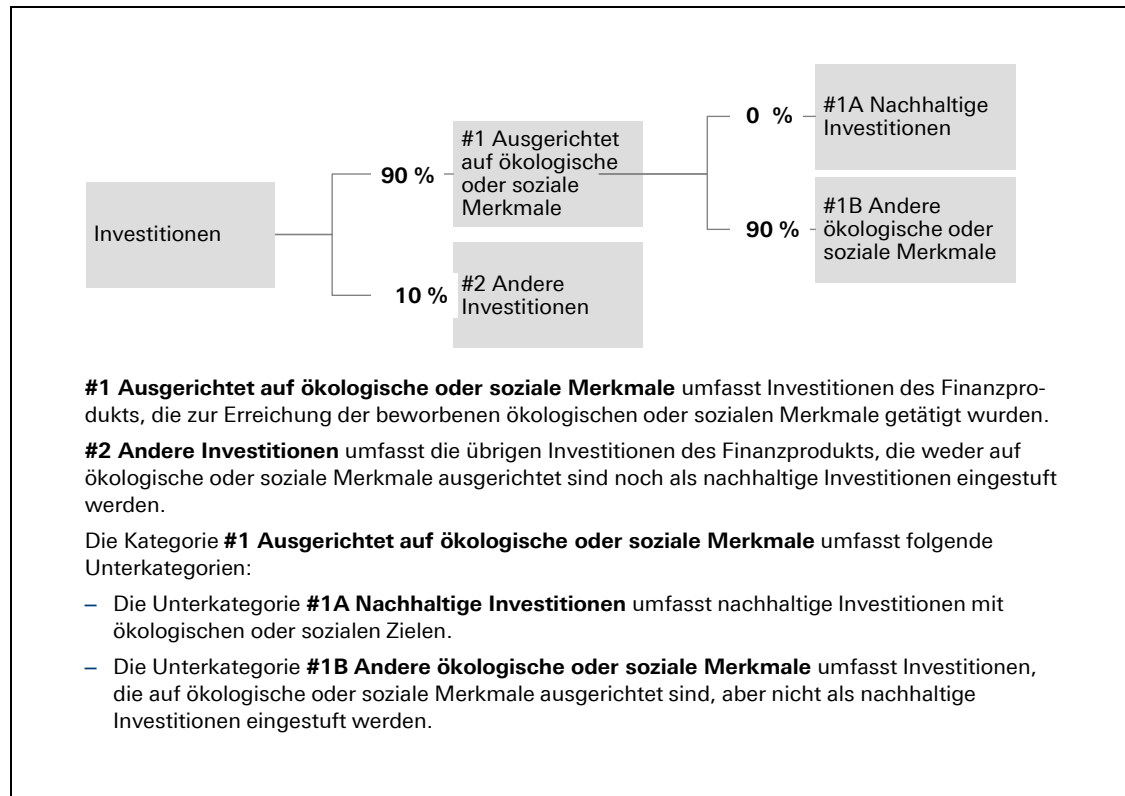 Investitionen
90 %
#1 Ausgerichtet
auf ökologische
oder soziale
Merkmale
10 %
#2 Andere
Investitionen
0 %
#1A Nachhaltige
Investitionen
90 %
#1B Andere
ökologische oder
soziale Merkmale
#1 Ausgerichtet auf ökologische oder soziale Merkmale umfasst Investitionen des Finanzpro-
dukts, die zur Erreichung der beworbenen ökologischen oder sozialen Merkmale getätigt wurden.
#2 Andere Investitionen umfasst die übrigen Investitionen des Finanzprodukts, die weder auf
ökologische oder soziale Merkmale ausgerichtet sind noch als nachhaltige Investitionen eingestuft
werden.
Die Kategorie #1 Ausgerichtet auf ökologische oder soziale Merkmale umfasst folgende
Unterkategorien:
– Die Unterkategorie #1A Nachhaltige Investitionen umfasst nachhaltige Investitionen mit
ökologischen oder sozialen Zielen.
– Die Unterkategorie #1B Andere ökologische oder soziale Merkmale umfasst Investitionen,
die auf ökologische oder soziale Merkmale ausgerichtet sind, aber nicht als nachhaltige
Investitionen eingestuft werden.